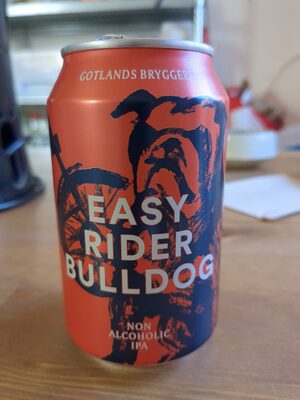 GOTLANDS BRYGGERI
EASY
RIDER
BULLDOG
NON
ALCOHOLIC
IPA